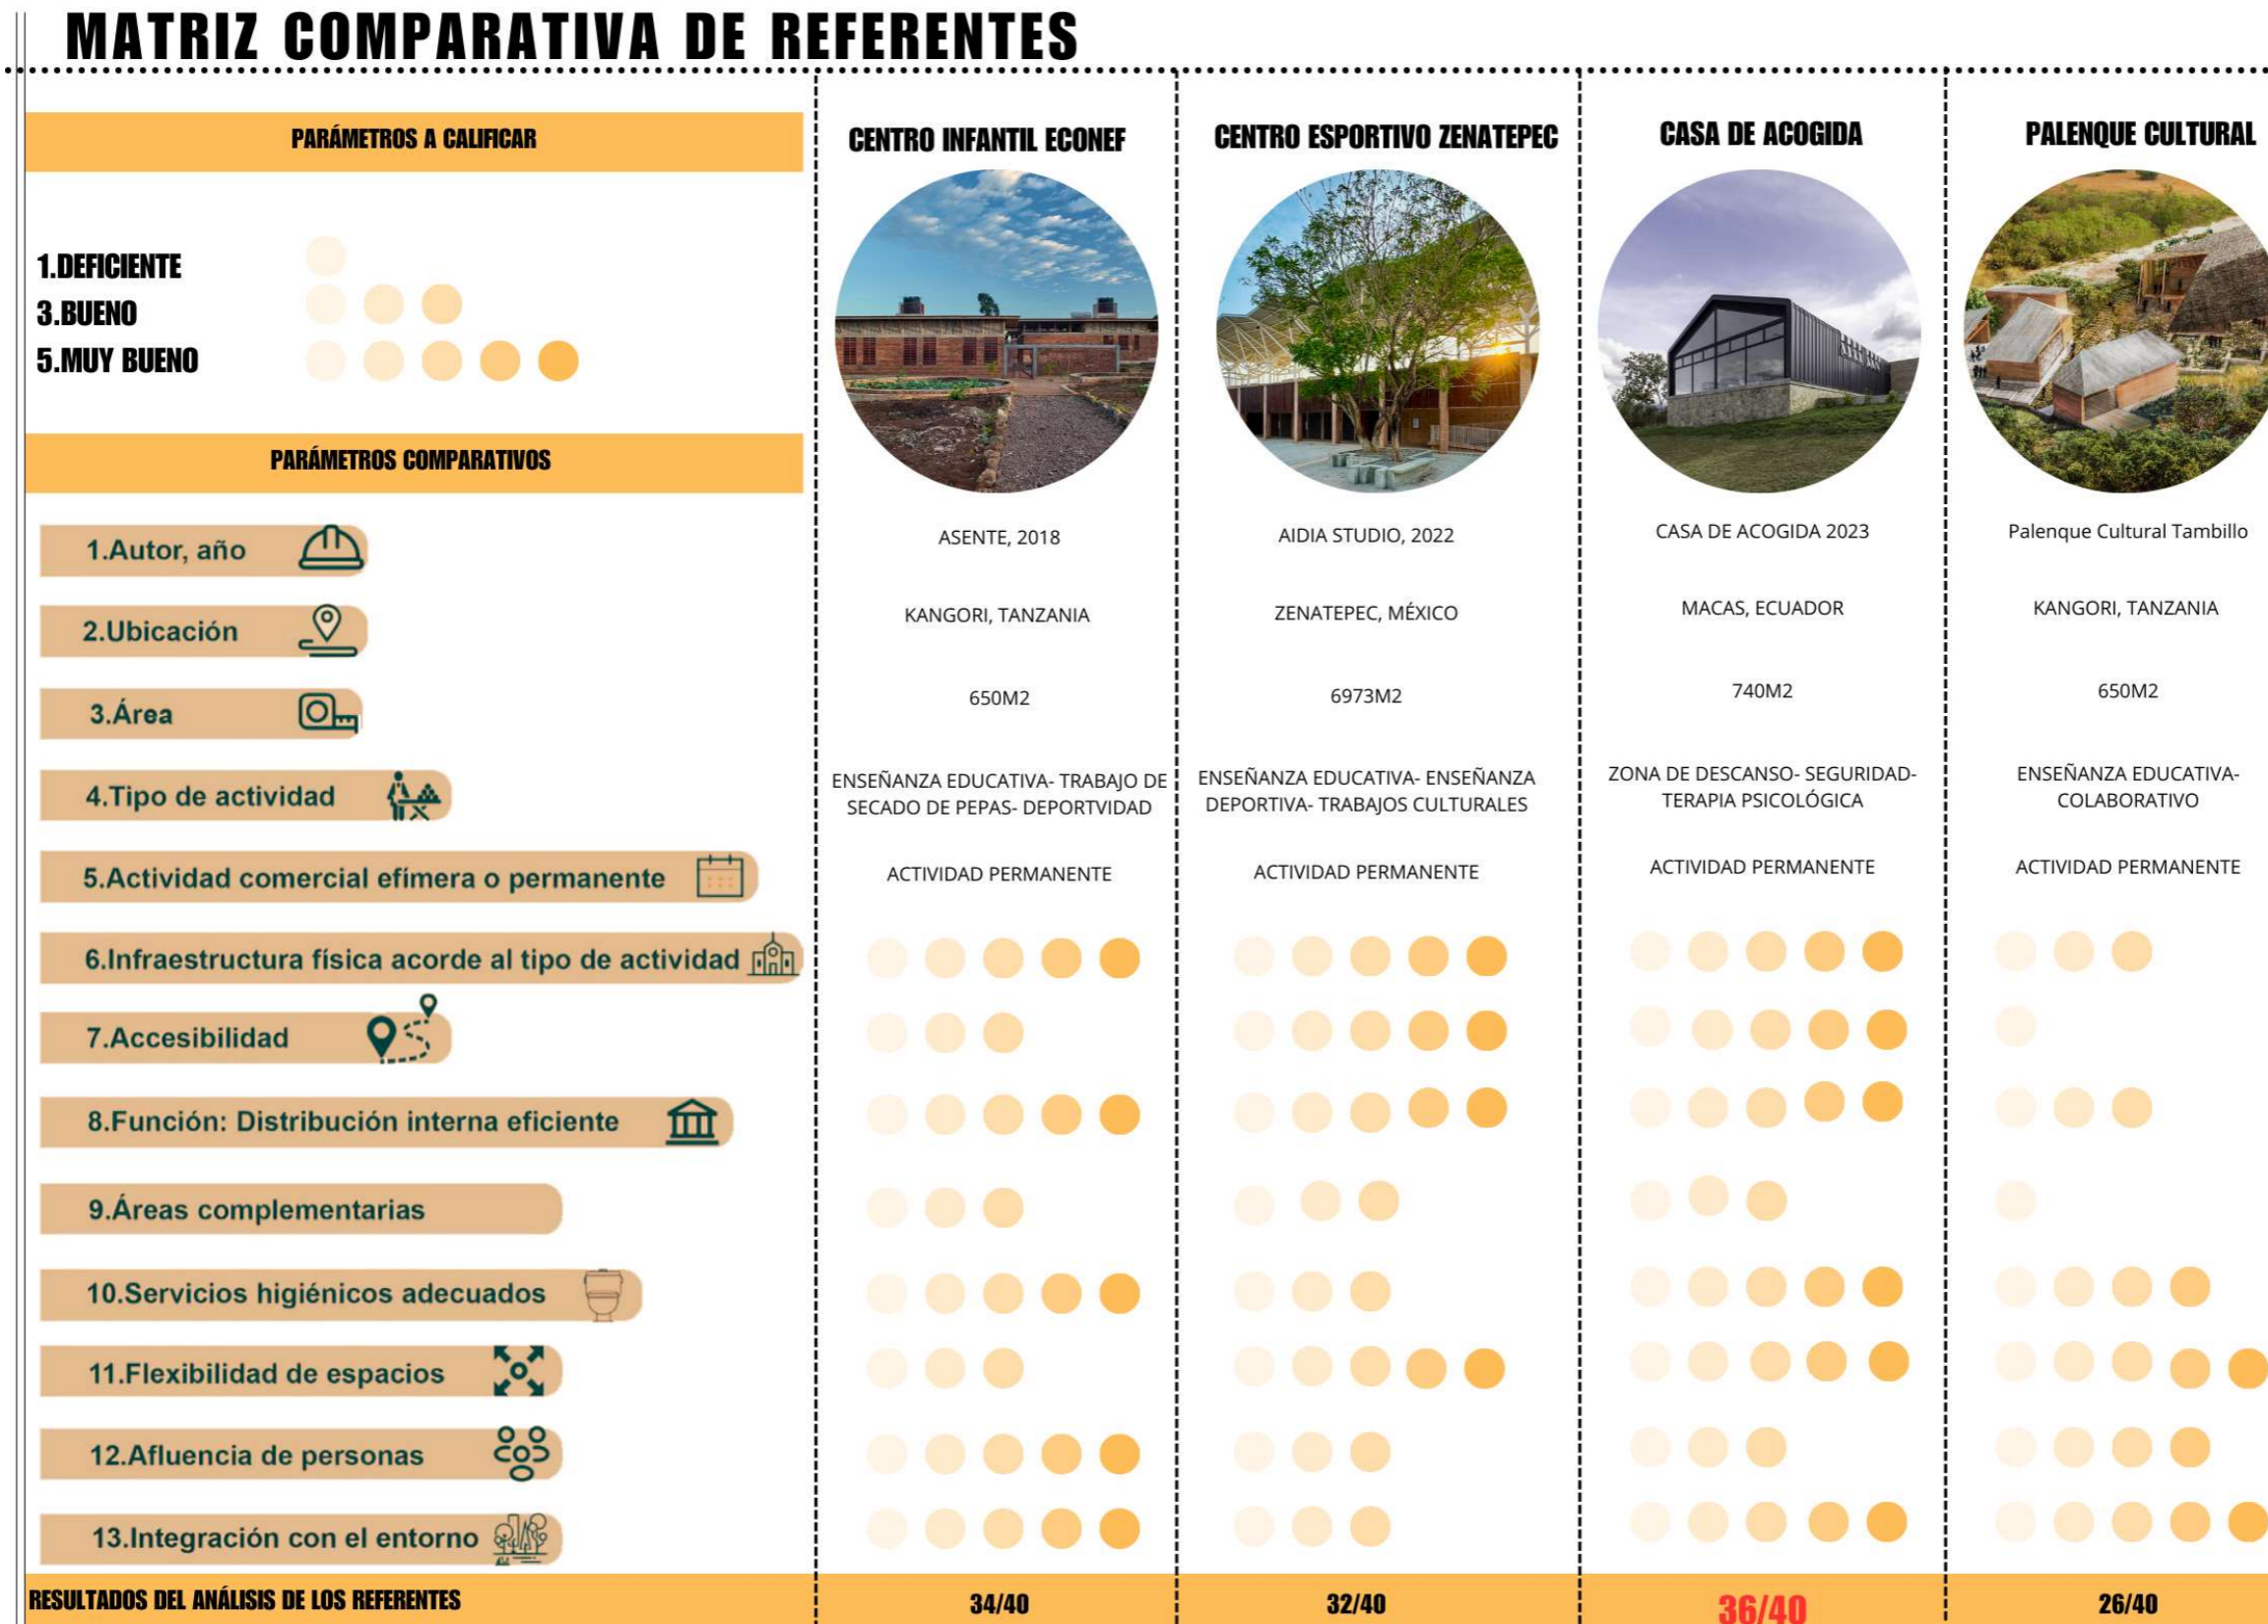 MATRIZ COMPARATIVA DE REFERENTES
PARÁMETROS A CALIFICAR
1.DEFICIENTE
3.BUENO
5.MUY BUENO
PARÁMETROS COMPARATIVOS
CENTRO INFANTIL ECONEF
CENTRO ESPORTIVO ZENATEPEC
CASA DE ACOGIDA
PALENQUE CULTURAL
1.Autor, año
ASENTE, 2018
AIDIA STUDIO, 2022
CASA DE ACOGIDA 2023
Palenque Cultural Tambillo
2.Ubicación
KANGORI, TANZANIA
ZENATEPEC, MÉXICO
MACAS, ECUADOR
KANGORI, TANZANIA
3.Área
650M2
6973M2
740M2
650M2
4.Tipo de actividad
ENSEÑANZA EDUCATIVA- TRABAJO DE
SECADO DE PEPAS- DEPORTVIDAD
ENSEÑANZA EDUCATIVA- ENSEÑANZA
DEPORTIVA- TRABAJOS CULTURALES
ZONA DE DESCANSO- SEGURIDAD-
TERAPIA PSICOLÓGICA
ENSEÑANZA EDUCATIVA-
COLABORATIVO
5.Actividad comercial efímera o permanente
ACTIVIDAD PERMANENTE
ACTIVIDAD PERMANENTE
ACTIVIDAD PERMANENTE
ACTIVIDAD PERMANENTE
6.Infraestructura física acorde al tipo de actividad
7.Accesibilidad
8.Función: Distribución interna eficiente
9.Áreas complementarias
10.Servicios higiénicos adecuados
11.Flexibilidad de espacios
12.Afluencia de personas
13.Integración con el entorno
RESULTADOS DEL ANÁLISIS DE LOS REFERENTES
34/40
32/40
36/40
26/40